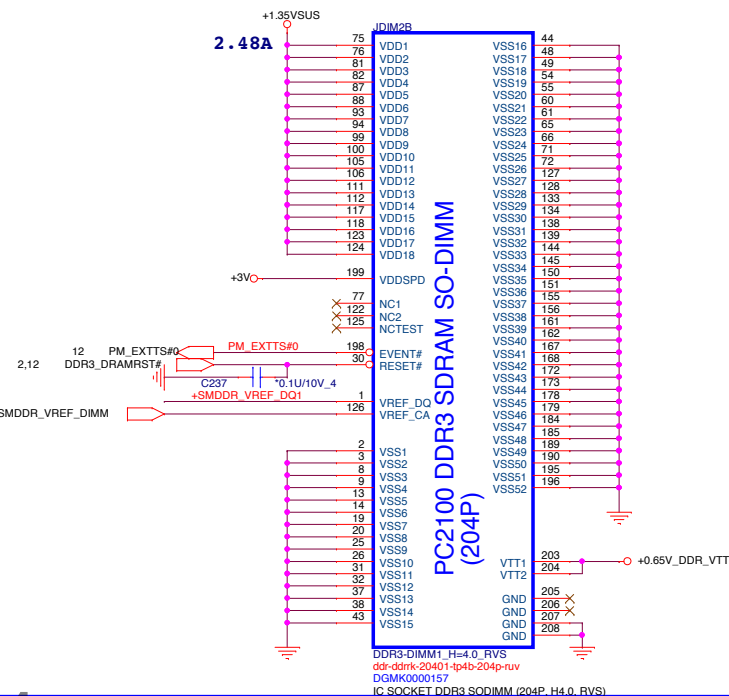 +1.35VSUS
2.48A
JDIM2B
75 VDD1 VSS16 44
76 VDD2 VSS17 48
81 VDD3 VSS18 49
82 VDD4 VSS19 54
87 VDD5 VSS20 55
88 VDD6 VSS21 60
93 VDD7 VSS22 61
94 VDD8 VSS23 65
99 VDD9 VSS24 66
100 VDD10 VSS25 71
105 VDD11 VSS26 72
106 VDD12 VSS27 127
111 VDD13 VSS28 128
112 VDD14 VSS29 133
117 VDD15 VSS30 134
118 VDD16 VSS31 138
123 VDD17 VSS32 139
124 VDD18 VSS33 144
VSS34 145
+3V 199 VDDSPD VSS35 150
VSS36 151
77 NC1 VSS37 155
122 NC2 VSS38 156
125 NCTEST VSS39 161
VSS40 162
12 PM_EXTTS#0 PM_EXTTS#0 198 EVENT# VSS41 167
2,12 DDR3_DRAMRST# 30 RESET# VSS42 168
VSS43 172
C237 *0.1U/10V_4 VSS44 173
+SMDDR_VREF_DQ1 1 VREF_DQ VSS45 178
SMDDR_VREF_DIMM 126 VREF_CA VSS46 179
VSS47 184
VSS48 185
2 VSS1 VSS49 189
3 VSS2 VSS50 190
8 VSS3 VSS51 195
9 VSS4 VSS52 196
13 VSS5
14 VSS6
19 VSS7
20 VSS8
25 VSS9
26 VSS10 VTT1 203 +0.65V_DDR_VTT
31 VSS11 VTT2 204
32 VSS12
37 VSS13 GND 205
38 VSS14 GND 206
43 VSS15 GND 207
GND 208
PC2100 DDR3 SDRAM SO-DIMM
(204P)
DDR3-DIMM1_H=4.0_RVS
ddr-ddrrk-20401-tp4b-204p-ruv
DGMK0000157
IC SOCKET DDR3 SODIMM (204P, H4.0, RVS)